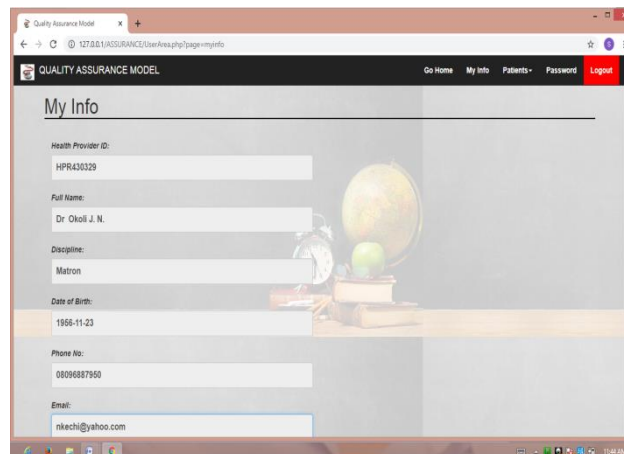 Quality Assurance Model
127.0.0.1/ASSURANCE/UserArea.php?page=myinfo
QUALITY ASSURANCE MODEL Go Home My Info Patients Password Logout
My Info
Health Provider ID:
HPR430329
Full Name:
Dr Okoli J. N.
Discipline:
Matron
Date of Birth:
1956-11-23
Phone No:
08096887950
Email:
nkechi@yahoo.com